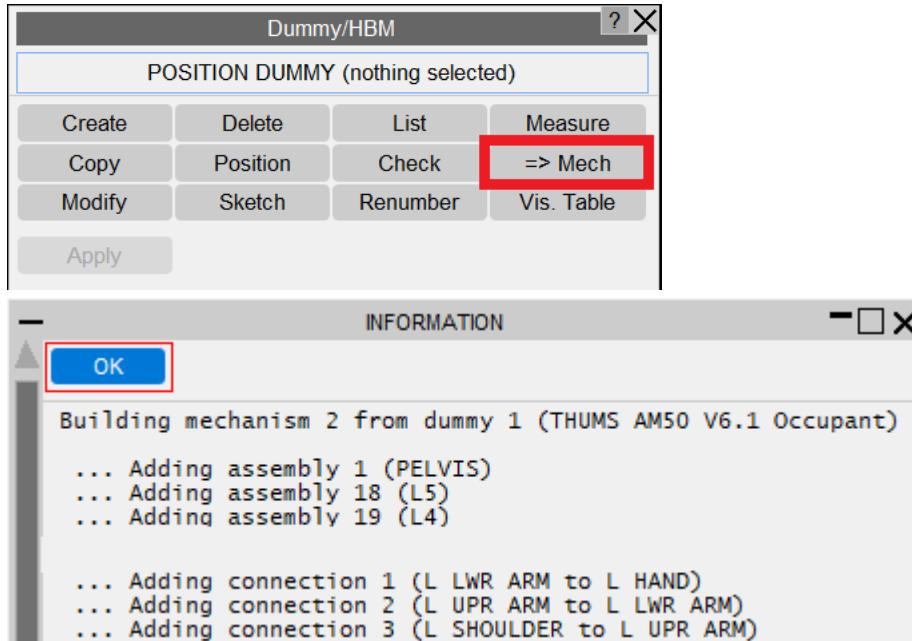 Dummy/HBM
?
POSITION DUMMY (nothing selected)
Create Delete List Measure
Copy Position Check => Mech
Modify Sketch Renumber Vis. Table
Apply
INFORMATION
OK
Building mechanism 2 from dummy 1 (THUMS AM50 V6.1 Occupant)
... Adding assembly 1 (PELVIS)
... Adding assembly 18 (L5)
... Adding assembly 19 (L4)
... Adding connection 1 (L LWR ARM to L HAND)
... Adding connection 2 (L UPR ARM to L LWR ARM)
... Adding connection 3 (L SHOULDER to L UPR ARM)